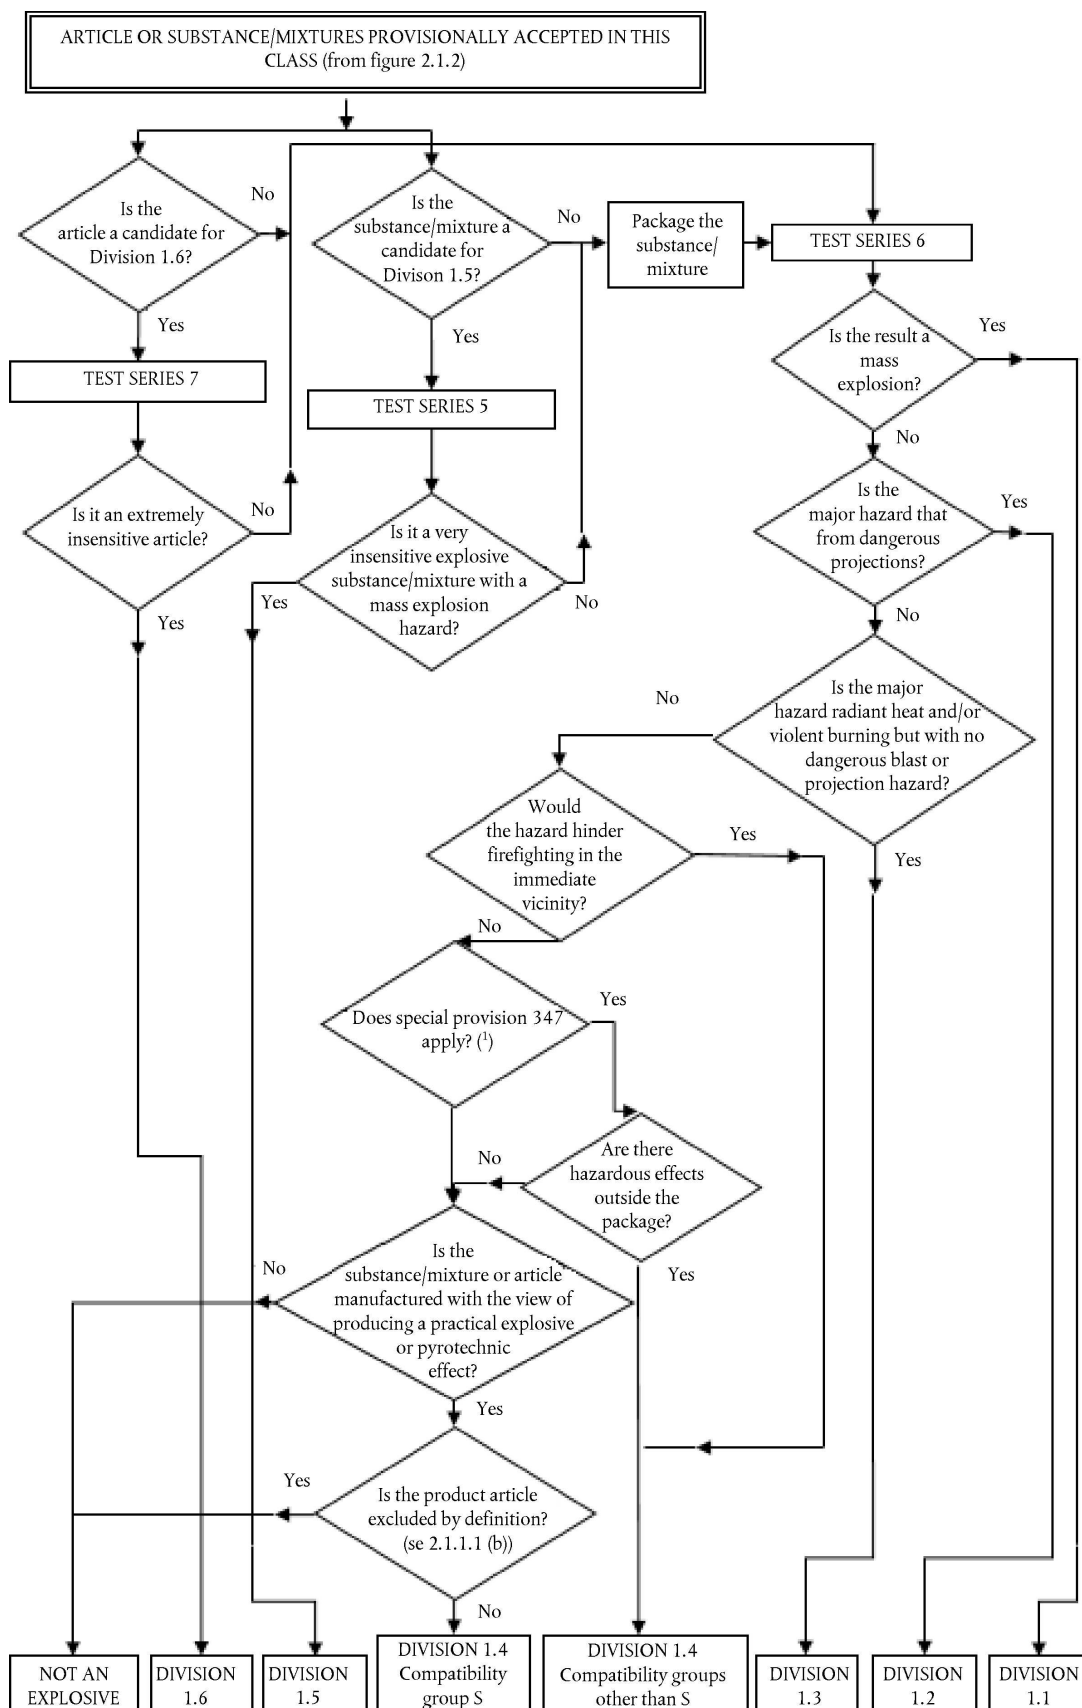 ARTICLE OR SUBSTANCE/MIXTURES PROVISIONALLY ACCEPTED IN THIS
CLASS (from figure 2.1.2)
Is the
article a candidate for
Division 1.6?
No
Is the
substance/mixture a
candidate for
Divison 1.5?
No
Package the
substance/
mixture
TEST SERIES 6
Yes
Yes
Is the result a
mass
explosion?
Yes
TEST SERIES 7
TEST SERIES 5
No
Is it an extremely
insensitive article?
No
Is it a very
insensitive explosive
substance/mixture with a
mass explosion
hazard?
Yes
No
Yes
Is the
major hazard that
from dangerous
projections?
Yes
No
Is the major
hazard radiant heat and/or
violent burning but with no
dangerous blast or
projection hazard?
No
Yes
Would
the hazard hinder
firefighting in the
immediate
vicinity?
Yes
No
Does special provision 347
apply? (¹)
Yes
Are there
hazardous effects
outside the
package?
No
Yes
Is the
substance/mixture or article
manufactured with the view of
producing a practical explosive
or pyrotechnic
effect?
No
Yes
Is the product article
excluded by definition?
(se 2.1.1.1 (b))
Yes
No
NOT AN
EXPLOSIVE
DIVISION
1.6
DIVISION
1.5
DIVISION 1.4
Compatibility
group S
DIVISION 1.4
Compatibility groups
other than S
DIVISION
1.3
DIVISION
1.2
DIVISION
1.1